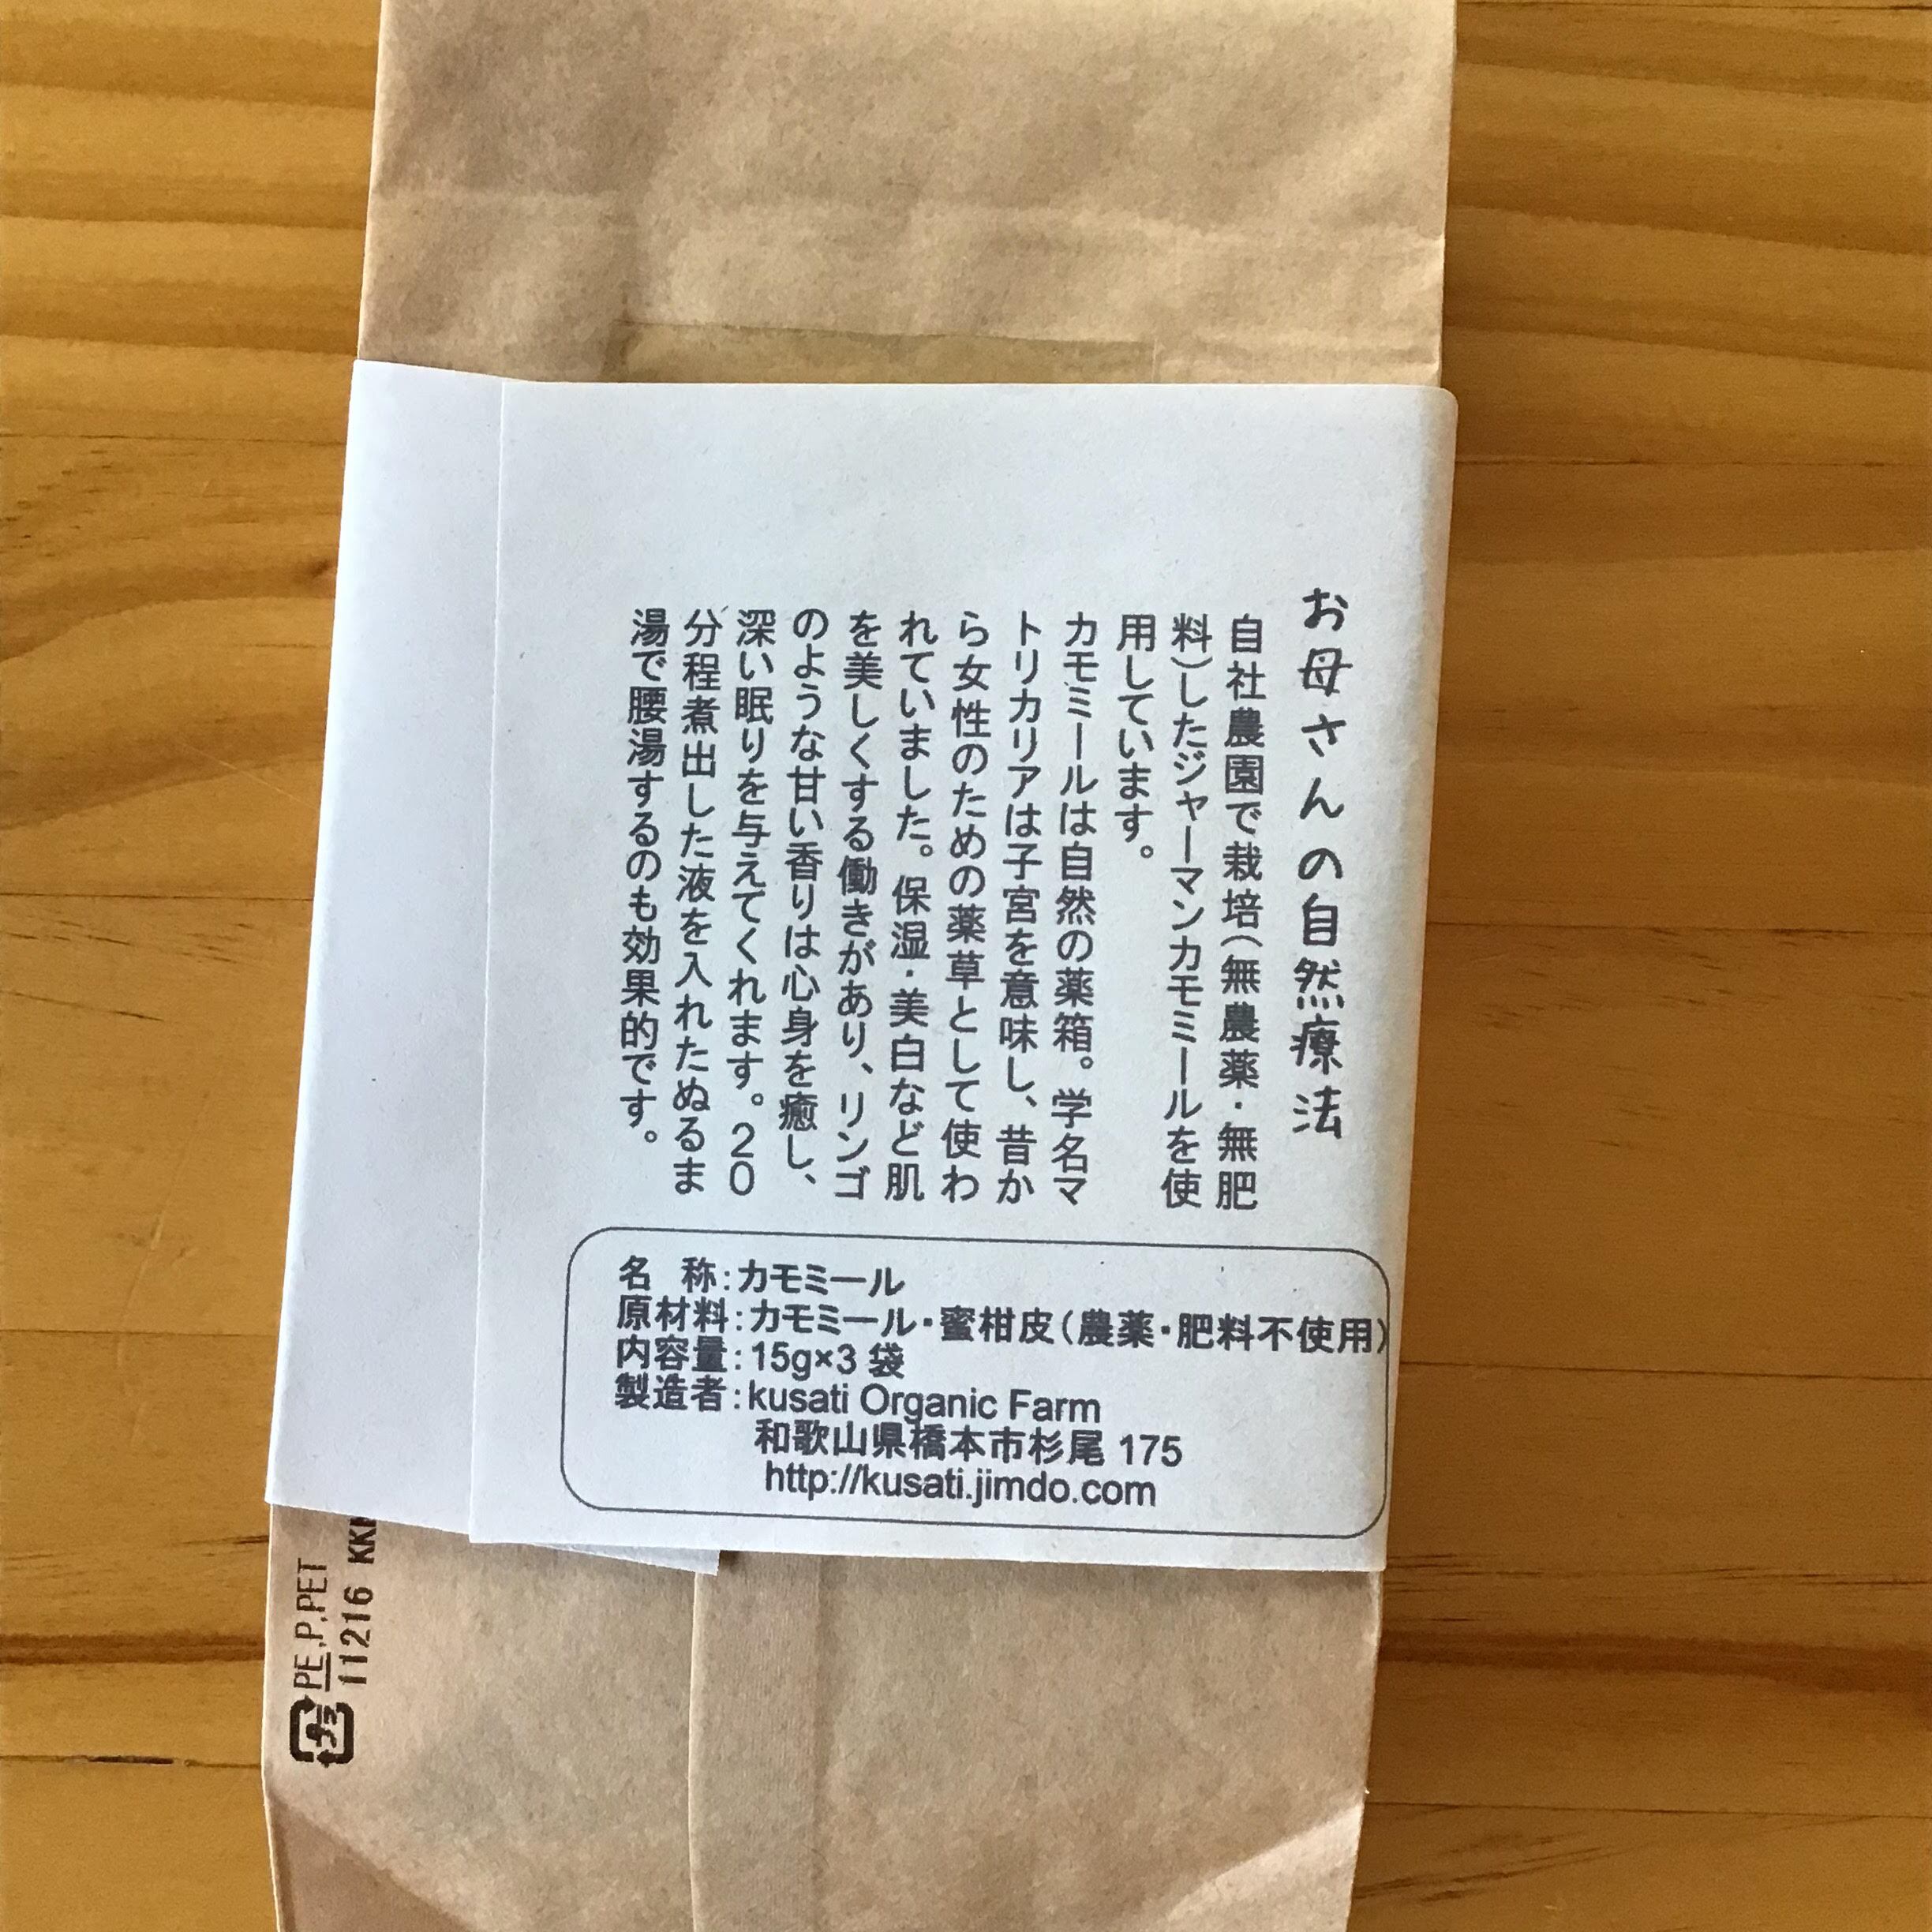 お母さんの自然療法
自社農園で栽培(無農薬・無肥
料)したジャーマンカモミールを使
用しています。
カモミールは自然の薬箱。学名マ
トリカリアは子宮を意味し、昔か
ら女性のための薬草として使わ
れていました。保湿・美白など肌
を美しくする働きがあり、リンゴ
のような甘い香りは心身を癒し、
深い眠りを与えてくれます。20
分程煮出した液を入れたぬるま
湯で腰湯するのも効果的です。
名　称：カモミール
原材料：カモミール・蜜柑皮（農薬・肥料不使用）
内容量：15g×3 袋
製造者：kusati Organic Farm
和歌山県橋本市杉尾 175
http://kusati.jimdo.com
プラ PE,P,PET
11216